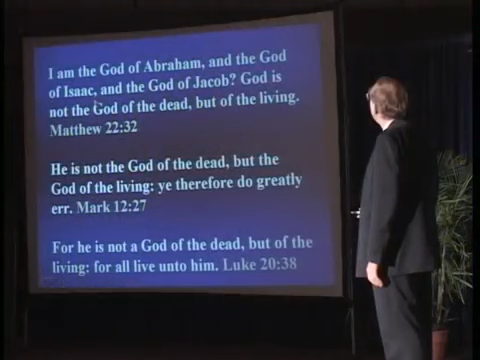 I am the God of Abraham, and the God
of Isaac, and the God of Jacob? God is
not the God of the dead, but of the living.
Matthew 22:32
He is not the God of the dead, but the
God of the living: ye therefore do greatly
err. Mark 12:27
For he is not a God of the dead, but of the
living: for all live unto him. Luke 20:38